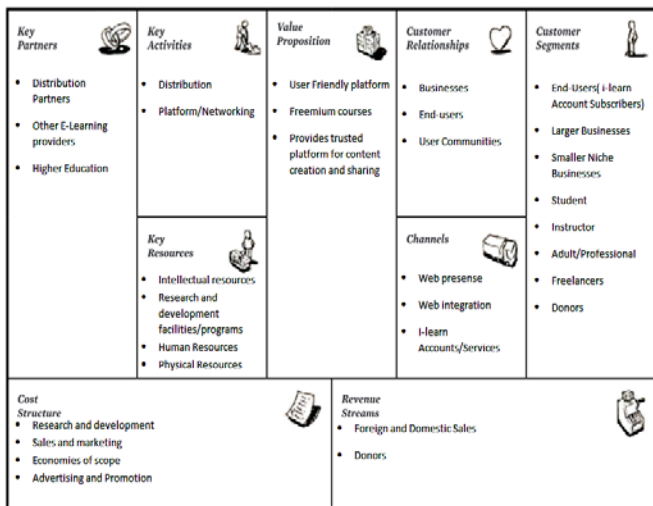 Key
Partners
• Distribution
Partners
• Other E-Learning
providers
• Higher Education
Key
Activities
• Distribution
• Platform/Networking
Key
Resources
• Intellectual resources
• Research and
development
facilities/programs
• Human Resources
• Physical Resources
Value
Proposition
• User Friendly platform
• Freemium courses
• Provides trusted
platform for content
creation and sharing
Customer
Relationships
• Businesses
• End-users
• User Communities
Channels
• Web presense
• Web integration
• I-learn
Accounts/Services
Customer
Segments
• End-Users( i-learn
Account Subscribers)
• Larger Businesses
• Smaller Niche
Businesses
• Student
• Instructor
• Adult/Professional
• Freelancers
• Donors
Cost
Structure
• Research and development
• Sales and marketing
• Economies of scope
• Advertising and Promotion
Revenue
Streams
• Foreign and Domestic Sales
• Donors